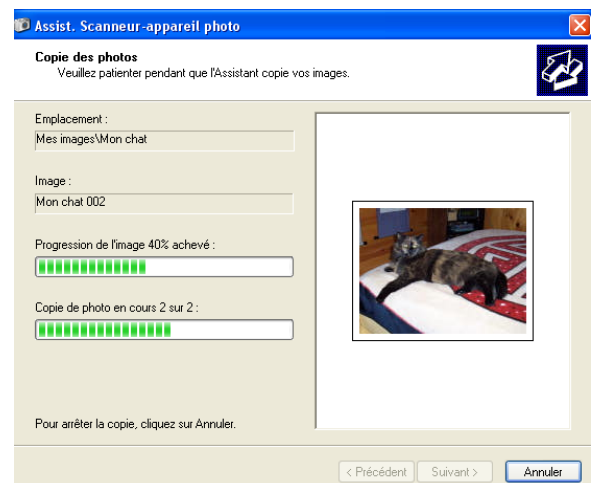 Assist. Scanneur-appareil photo
Copie des photos
Veuillez patienter pendant que l'Assistant copie vos images.
Emplacement :
Mes images\Mon chat
Image :
Mon chat 002
Progression de l'image 40% achevé :
Copie de photo en cours 2 sur 2 :
Pour arrêter la copie, cliquez sur Annuler.
< Précédent Suivant > Annuler